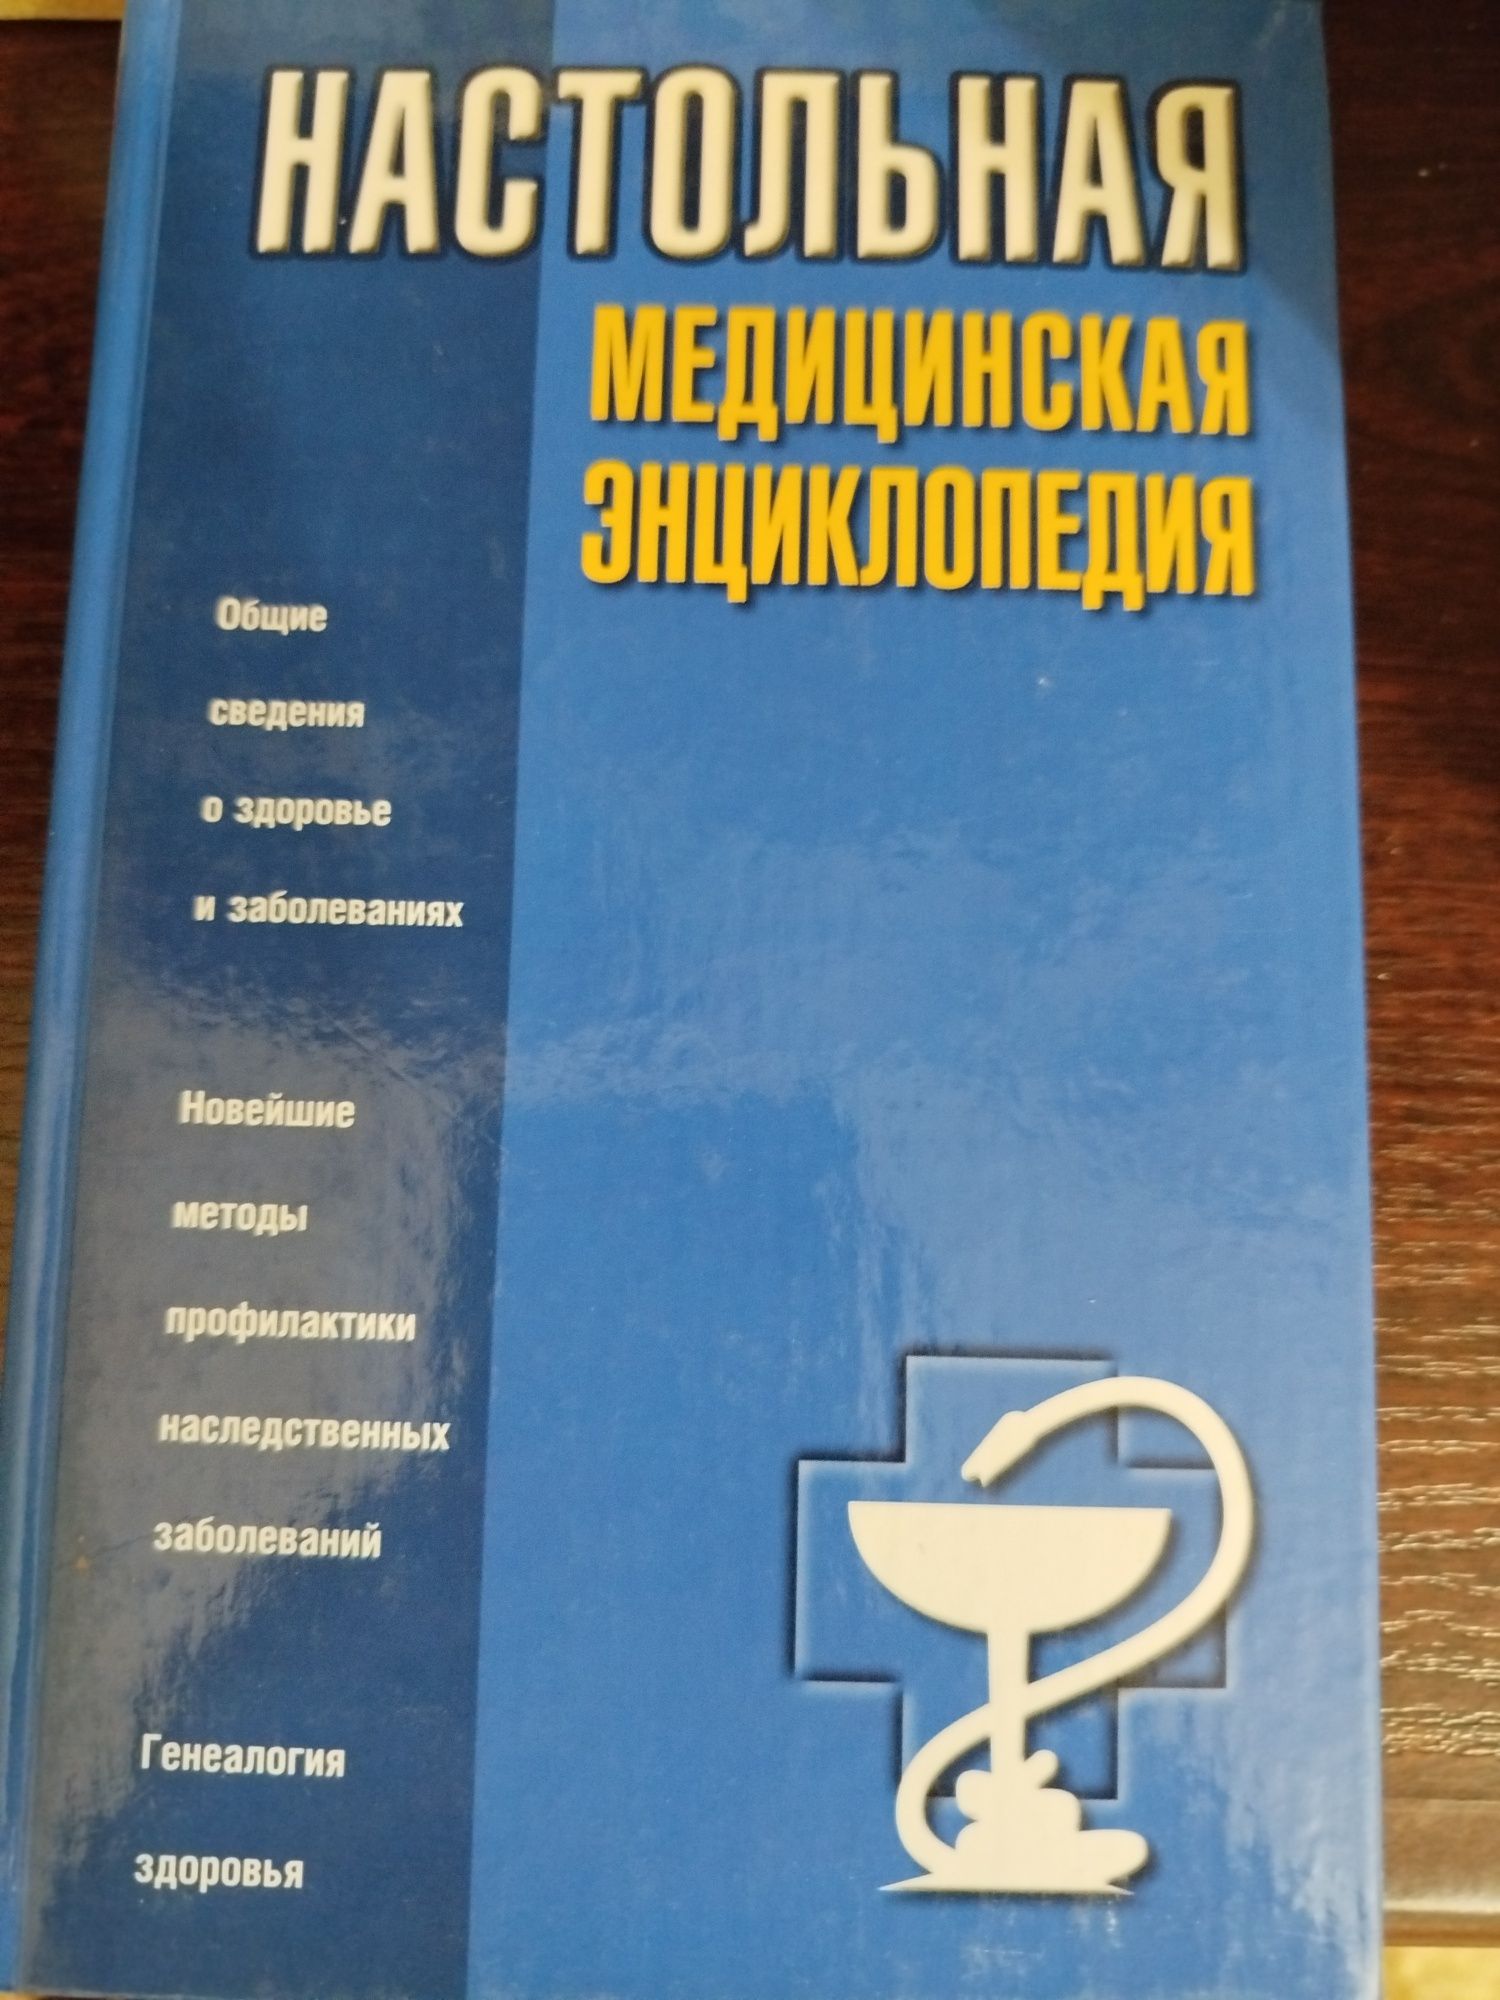 НАСТОЛЬНАЯ
МЕДИЦИНСКАЯ
ЭНЦИКЛОПЕДИЯ
Общие
сведения
о здоровье
и заболеваниях
Новейшие
методы
профилактики
наследственных
заболеваний
Генеалогия
здоровья